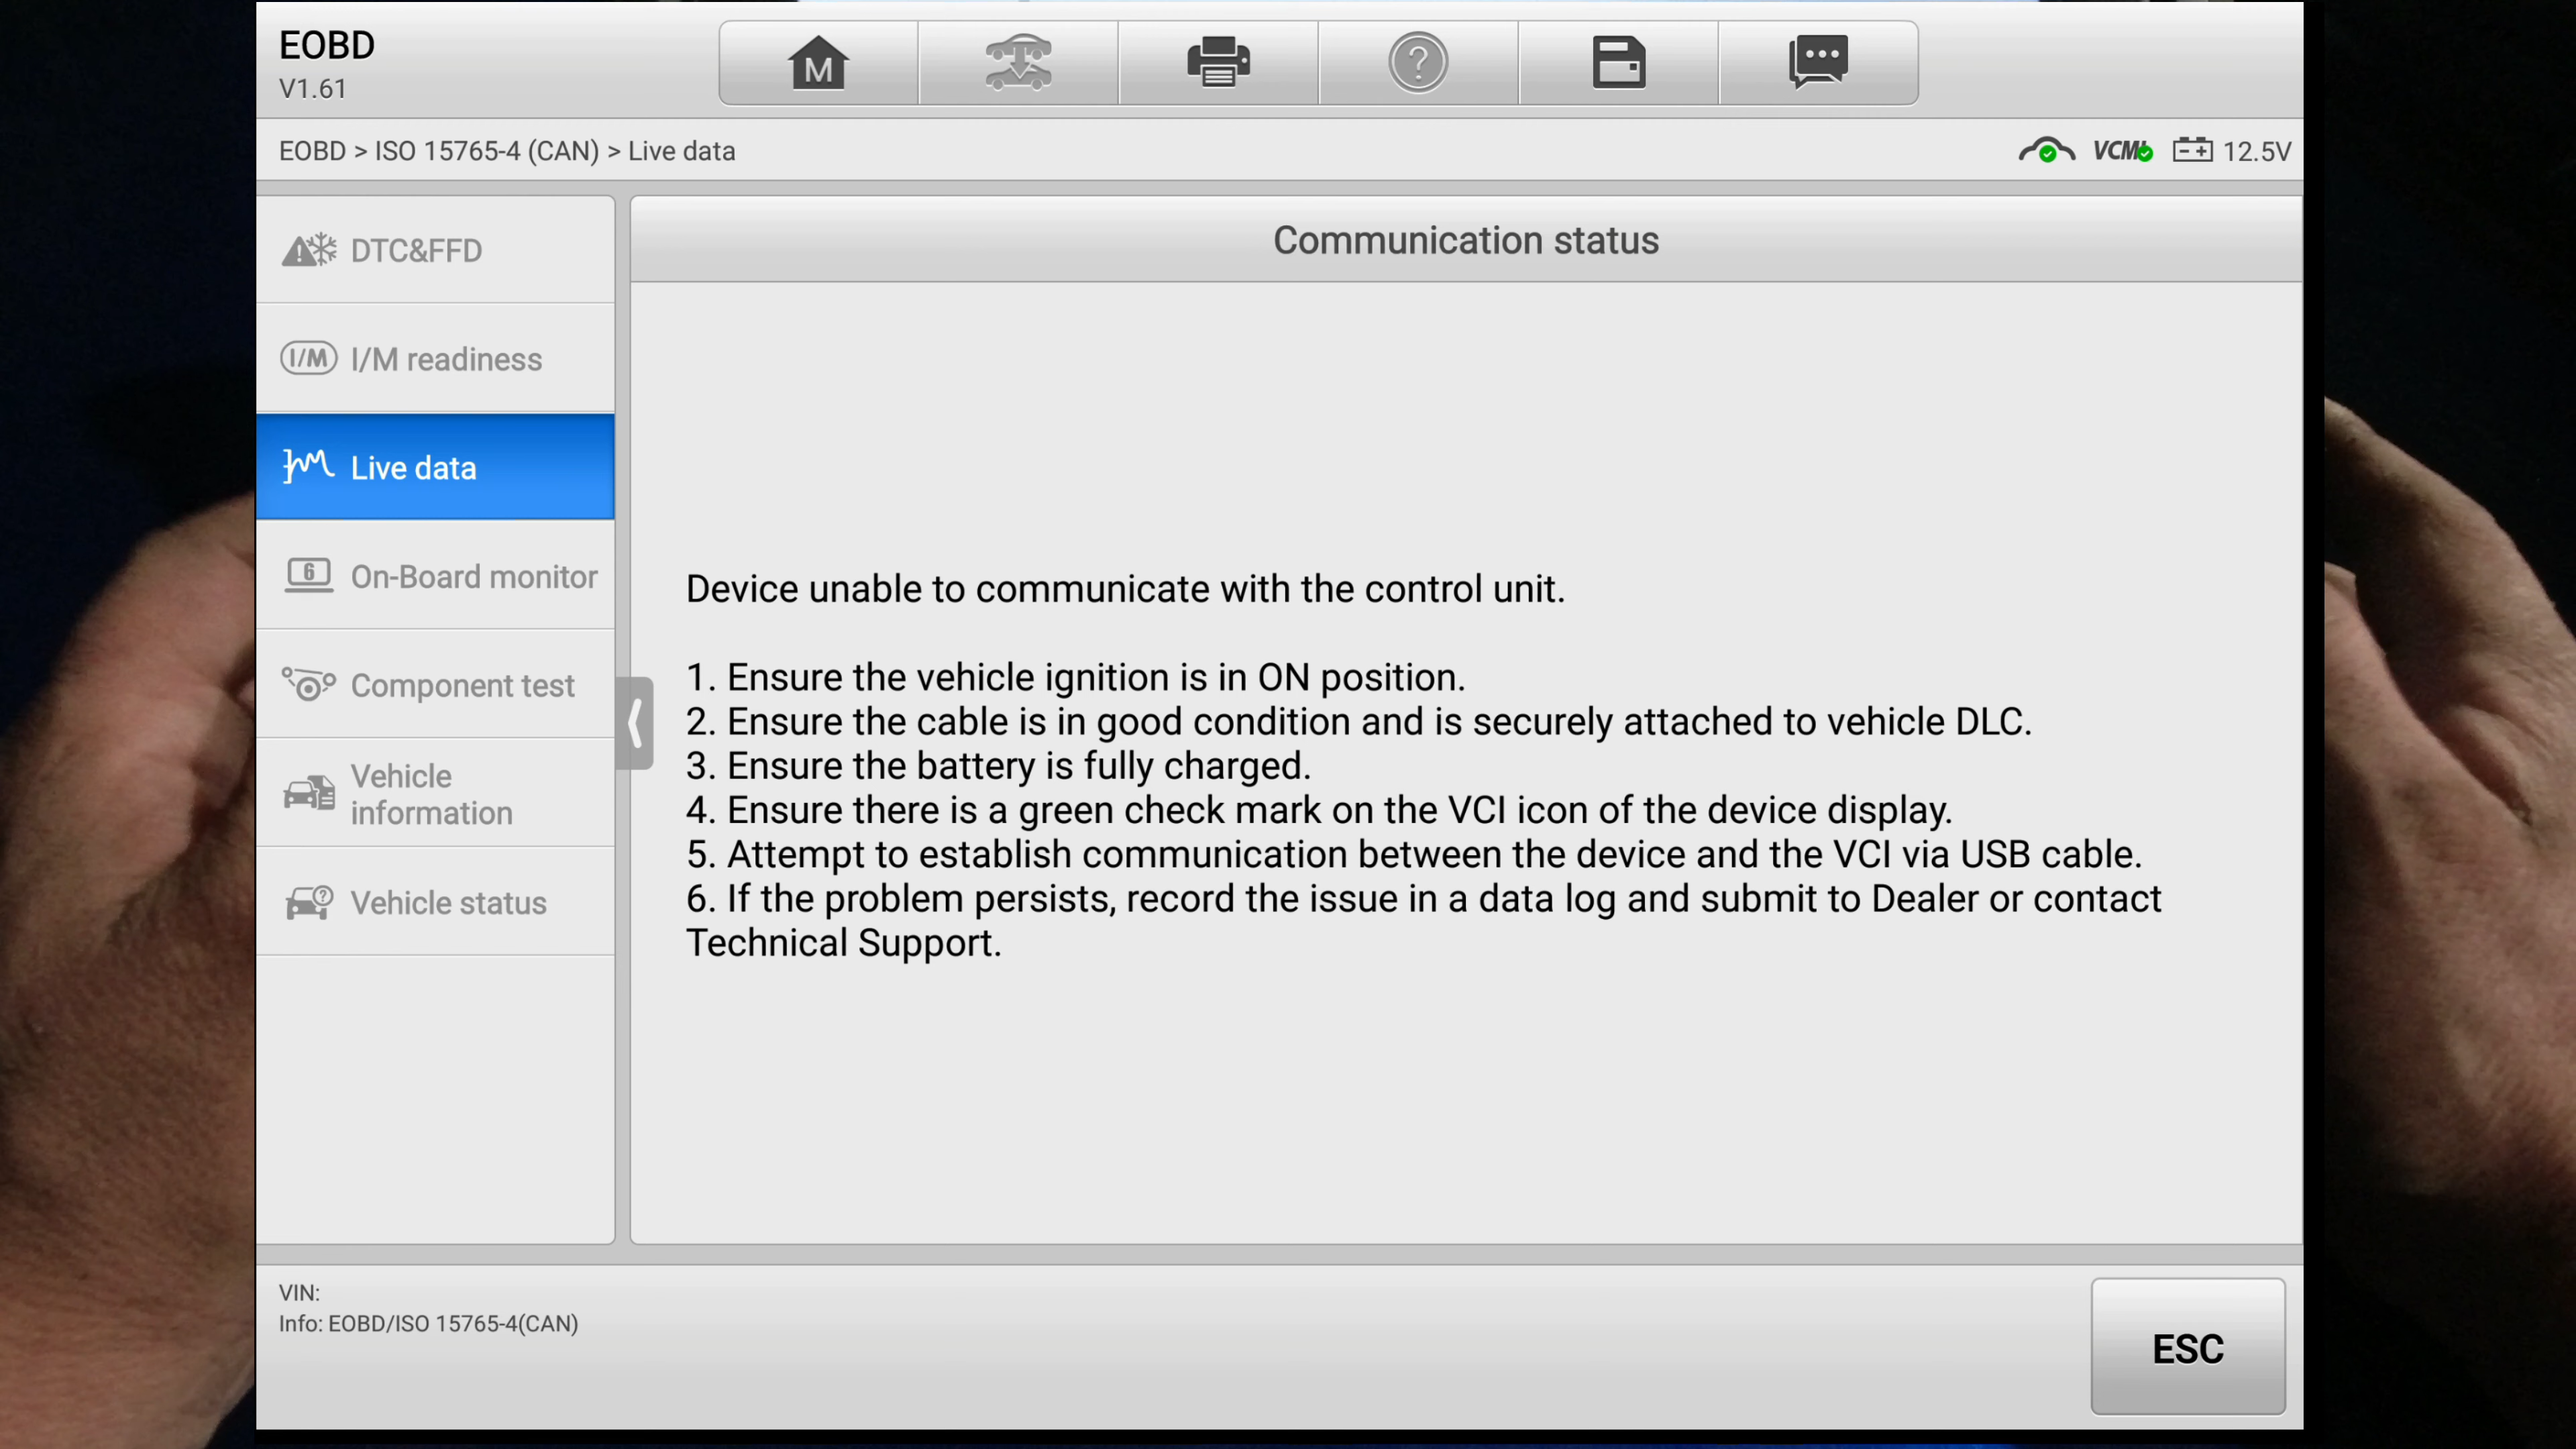 EOBD
V1.61
M
?
EOBD > ISO 15765-4 (CAN) > Live data
VCMI
12.5V
DTC&FFD
I/M I/M readiness
Live data
6 On-Board monitor
Component test
Vehicle
information
? Vehicle status
Communication status
Device unable to communicate with the control unit.
1. Ensure the vehicle ignition is in ON position.
2. Ensure the cable is in good condition and is securely attached to vehicle DLC.
3. Ensure the battery is fully charged.
4. Ensure there is a green check mark on the VCI icon of the device display.
5. Attempt to establish communication between the device and the VCI via USB cable.
6. If the problem persists, record the issue in a data log and submit to Dealer or contact
Technical Support.
VIN:
Info: EOBD/ISO 15765-4(CAN)
ESC